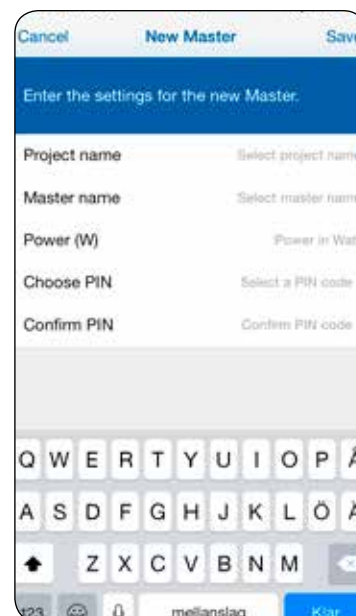 Cancel New Master Save
Enter the settings for the new Master.
Project name Select project name
Master name Select master name
Power (W) Power in Watt
Choose PIN Select a PIN code
Confirm PIN Confirm PIN code
Q W E R T Y U I O P Å
A S D F G H J K L Ö Ä
Z X C V B N M
123 mellanslag Klar